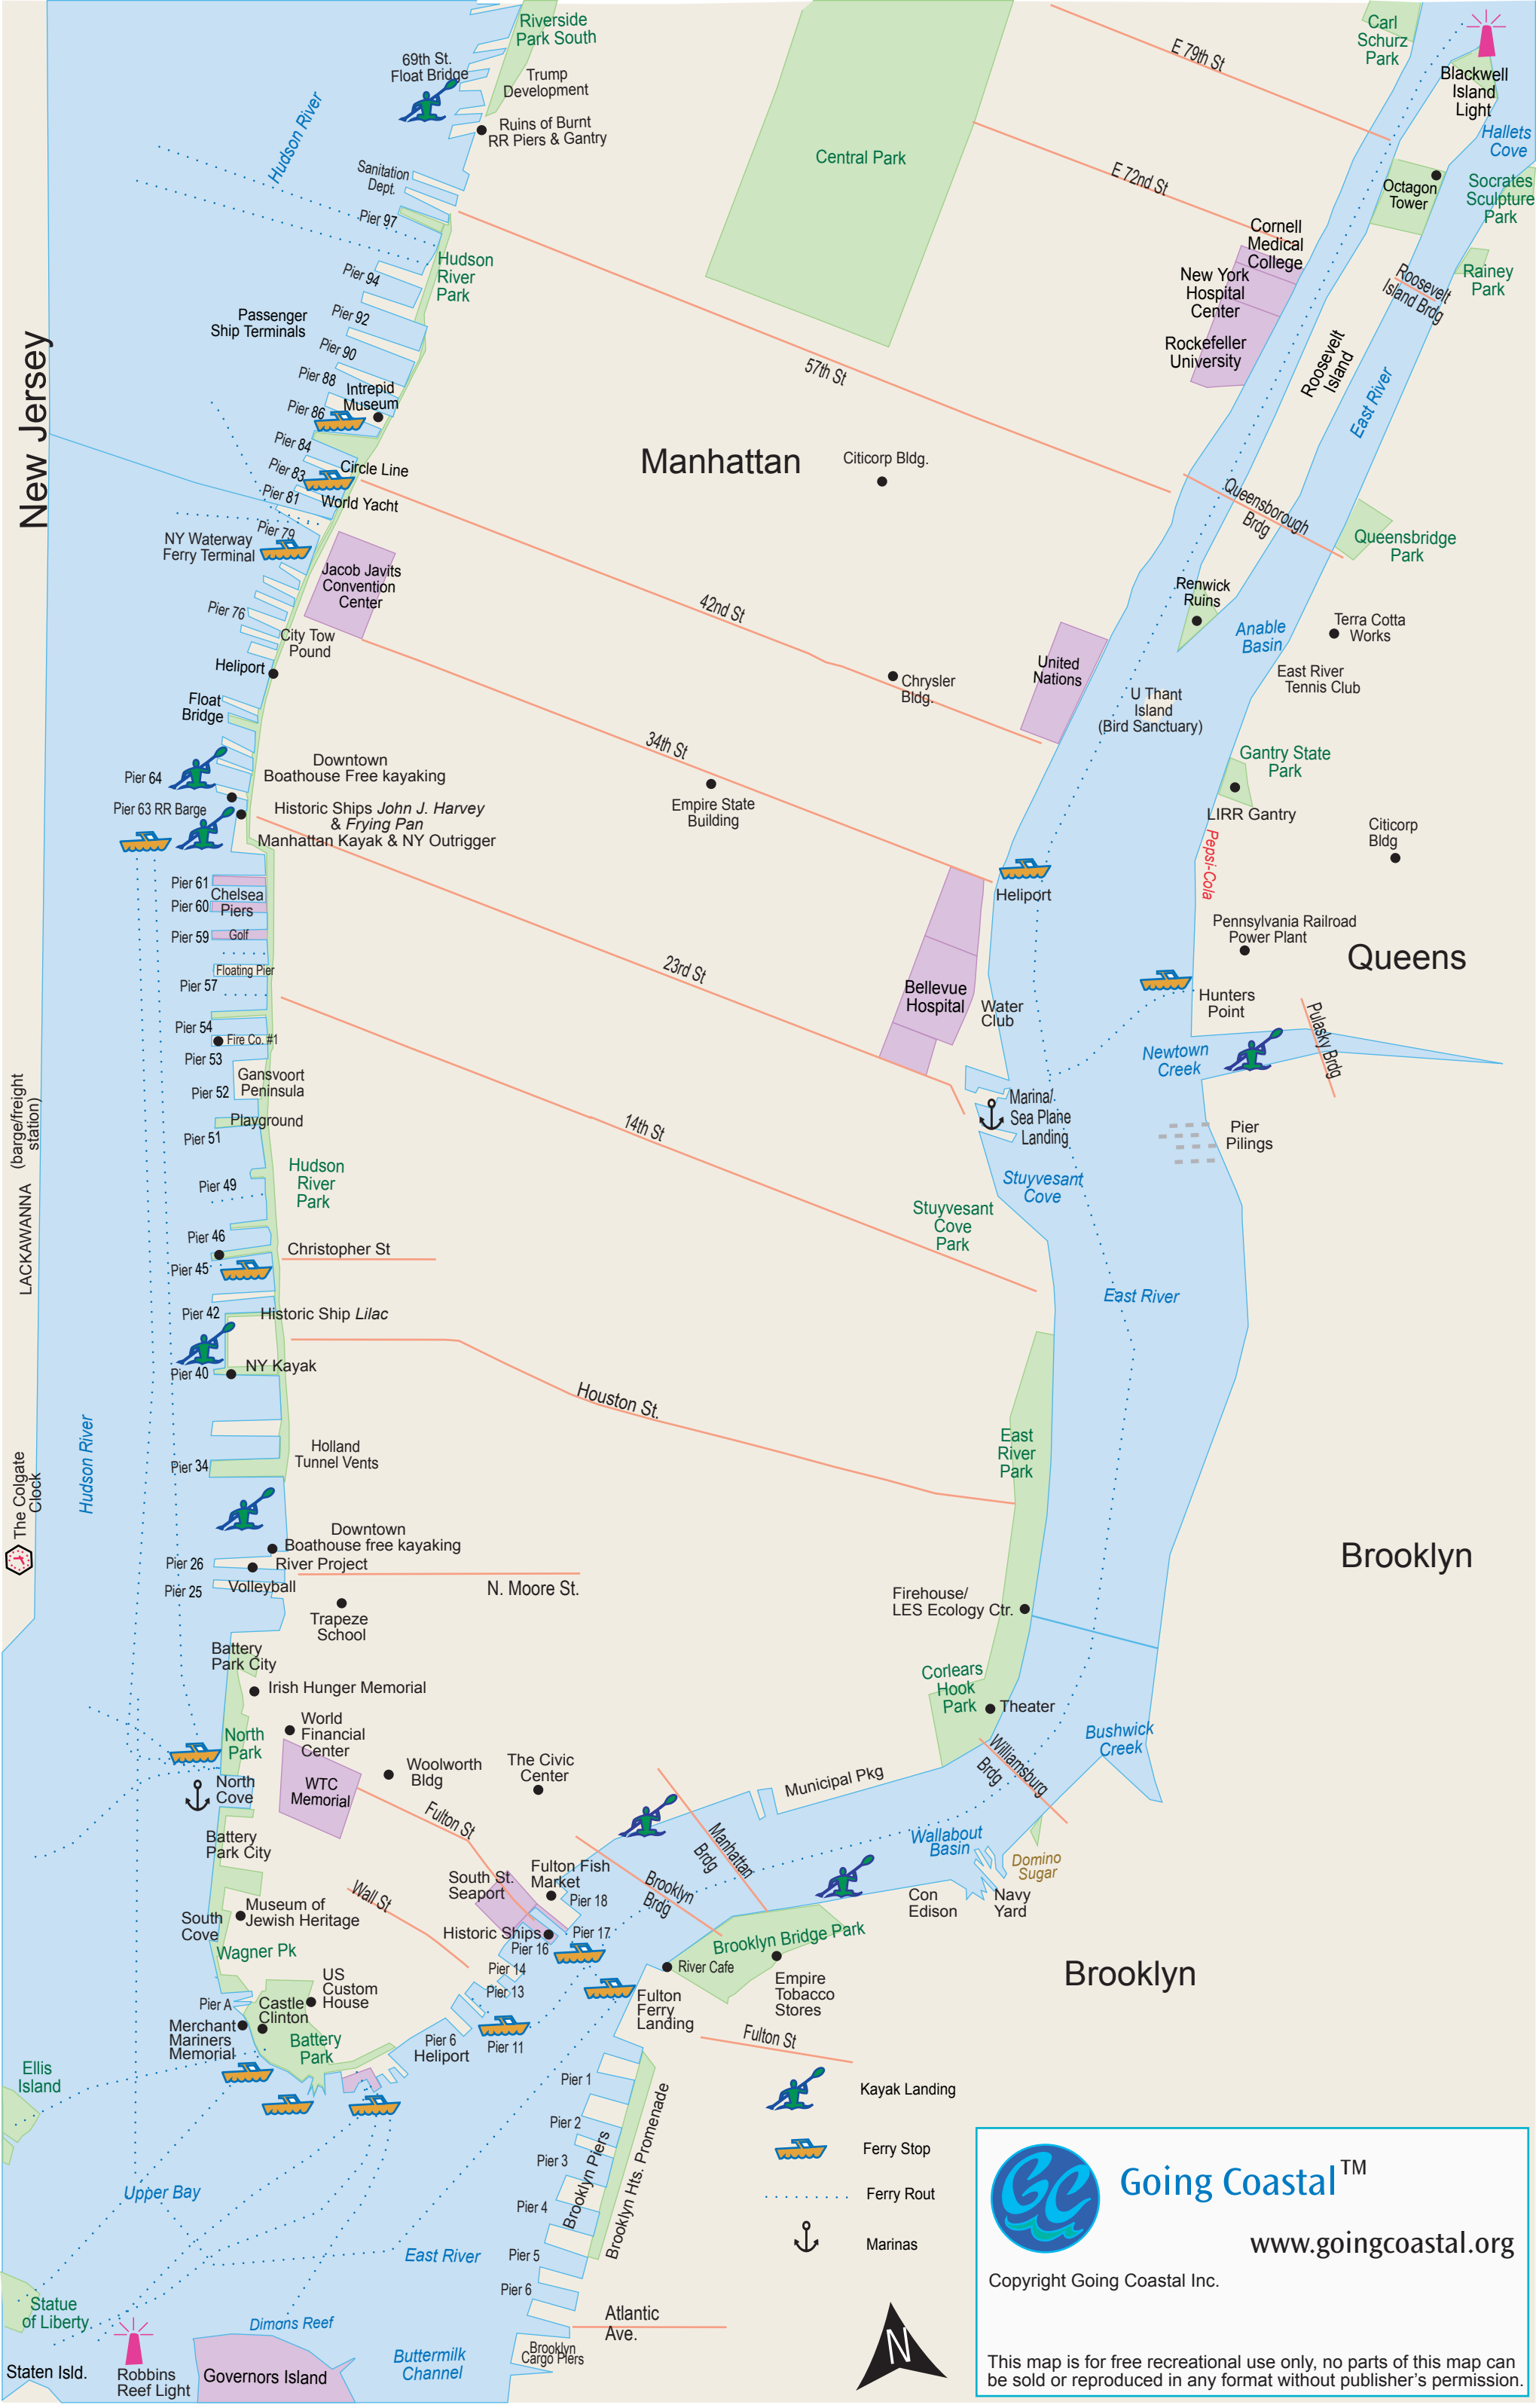 Riverside
Park South
69th St.
Float Bridge
Trump
Development
Ruins of Burnt
RR Piers & Gantry
Hudson River
Sanitation
Dept.
Pier 97
Hudson
River
Park
Pier 94
Pier 92
Passenger
Ship Terminals
Pier 90
Pier 88
Intrepid
Museum
Pier 86
Pier 84
Circle Line
Pier 83
Pier 81
World Yacht
Pier 79
NY Waterway
Ferry Terminal
Jacob Javits
Convention
Center
Pier 76
City Tow
Pound
Heliport
Float
Bridge
Downtown
Boathouse Free kayaking
Pier 64
Pier 63 RR Barge
Historic Ships John J. Harvey
& Frying Pan
Manhattan Kayak & NY Outrigger
Pier 61
Chelsea
Piers
Pier 60
Pier 59
Golf
Floating Pier
Pier 57
Pier 54
Fire Co. #1
Pier 53
Gansvoort
Peninsula
Pier 52
Playground
Pier 51
Hudson
River
Park
Pier 49
Pier 46
Christopher St
Pier 45
Pier 42
Historic Ship Lilac
NY Kayak
Pier 40
Houston St.
Holland
Tunnel Vents
Pier 34
Downtown
Boathouse free kayaking
Pier 26
River Project
Pier 25
Volleyball
N. Moore St.
Trapeze
School
Battery
Park City
Irish Hunger Memorial
North
Park
World
Financial
Center
North
Cove
WTC
Memorial
Woolworth
Bldg
The Civic
Center
Fulton St
Battery
Park City
Wall St
South St.
Seaport
Fulton Fish
Market
Pier 18
Museum of
Jewish Heritage
South
Cove
Historic Ships
Pier 17
Pier 16
Wagner Pk
Pier 14
US
Custom
House
Pier 13
Pier A
Castle
Clinton
Merchant
Mariners
Memorial
Battery
Park
Pier 6
Heliport
Pier 11
New Jersey
LACKAWANNA (barge/freight
station)
The Colgate
Clock
Hudson River
Ellis
Island
Upper Bay
Statue
of Liberty
Staten Isld.
Robbins
Reef Light
Dimons Reef
Governors Island
East River
Buttermilk
Channel
Central Park
E 79th St
E 72nd St
57th St
Manhattan
Citicorp Bldg.
42nd St
Chrysler
Bldg.
34th St
Empire State
Building
23rd St
14th St
Carl
Schurz
Park
Blackwell
Island
Light
Hallets
Cove
Octagon
Tower
Socrates
Sculpture
Park
Cornell
Medical
College
New York
Hospital
Center
Rockefeller
University
Roosevelt
Island Brdg
Rainey
Park
Roosevelt
Island
East River
Queensborough
Brdg
Queensbridge
Park
Renwick
Ruins
Anable
Basin
Terra Cotta
Works
East River
Tennis Club
United
Nations
U Thant
Island
(Bird Sanctuary)
Gantry State
Park
LIRR Gantry
Citicorp
Bldg
Pepsi-Cola
Heliport
Pennsylvania Railroad
Power Plant
Queens
Bellevue
Hospital
Water
Club
Hunters
Point
Pulasky Brdg
Newtown
Creek
Marina/
Sea Plane
Landing
Pier
Pilings
Stuyvesant
Cove
Stuyvesant
Cove
Park
East River
East
River
Park
Brooklyn
Firehouse/
LES Ecology Ctr.
Corlears
Hook
Park
Theater
Bushwick
Creek
Williamsburg
Brdg
Municipal Pkg
Manhattan
Brdg
Brooklyn
Brdg
Wallabout
Basin
Domino
Sugar
Con
Edison
Navy
Yard
Brooklyn Bridge Park
River Cafe
Empire
Tobacco
Stores
Brooklyn
Fulton
Ferry
Landing
Fulton St
Pier 1
Pier 2
Pier 3
Pier 4
Pier 5
Pier 6
Brooklyn Piers
Brooklyn Hts. Promenade
Atlantic
Ave.
Brooklyn
Cargo Piers
Kayak Landing
Ferry Stop
Ferry Rout
Marinas
N
GC
Going Coastal™
www.goingcoastal.org
Copyright Going Coastal Inc.
This map is for free recreational use only, no parts of this map can
be sold or reproduced in any format without publisher's permission.